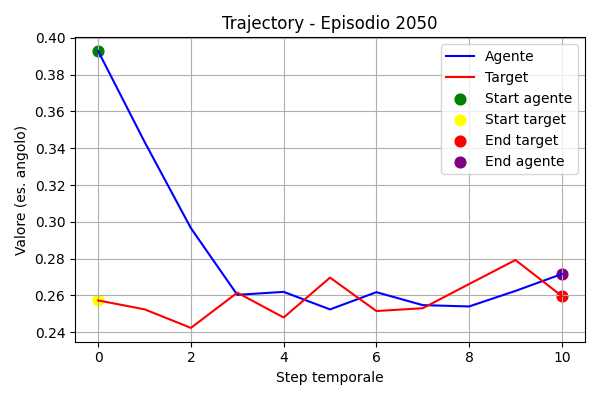 Trajectory - Episodio 2050
Valore (es. angolo)
0.40
0.38
0.36
0.34
0.32
0.30
0.28
0.26
0.24
Agente
Target
Start agente
Start target
End target
End agente
0 2 4 6 8 10
Step temporale